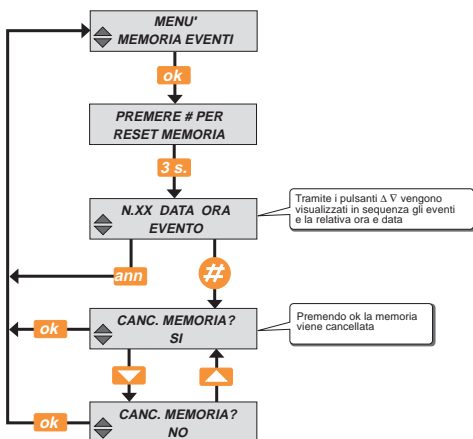 MENU'
MEMORIA EVENTI
ok
PREMERE # PER
RESET MEMORIA
3 s.
N.XX DATA ORA
EVENTO
Tramite i pulsanti Δ ∇ vengono
visualizzati in sequenza gli eventi
e la relativa ora e data
ann
#
ok
CANC. MEMORIA?
SI
Premendo ok la memoria
viene cancellata
ok
CANC. MEMORIA?
NO